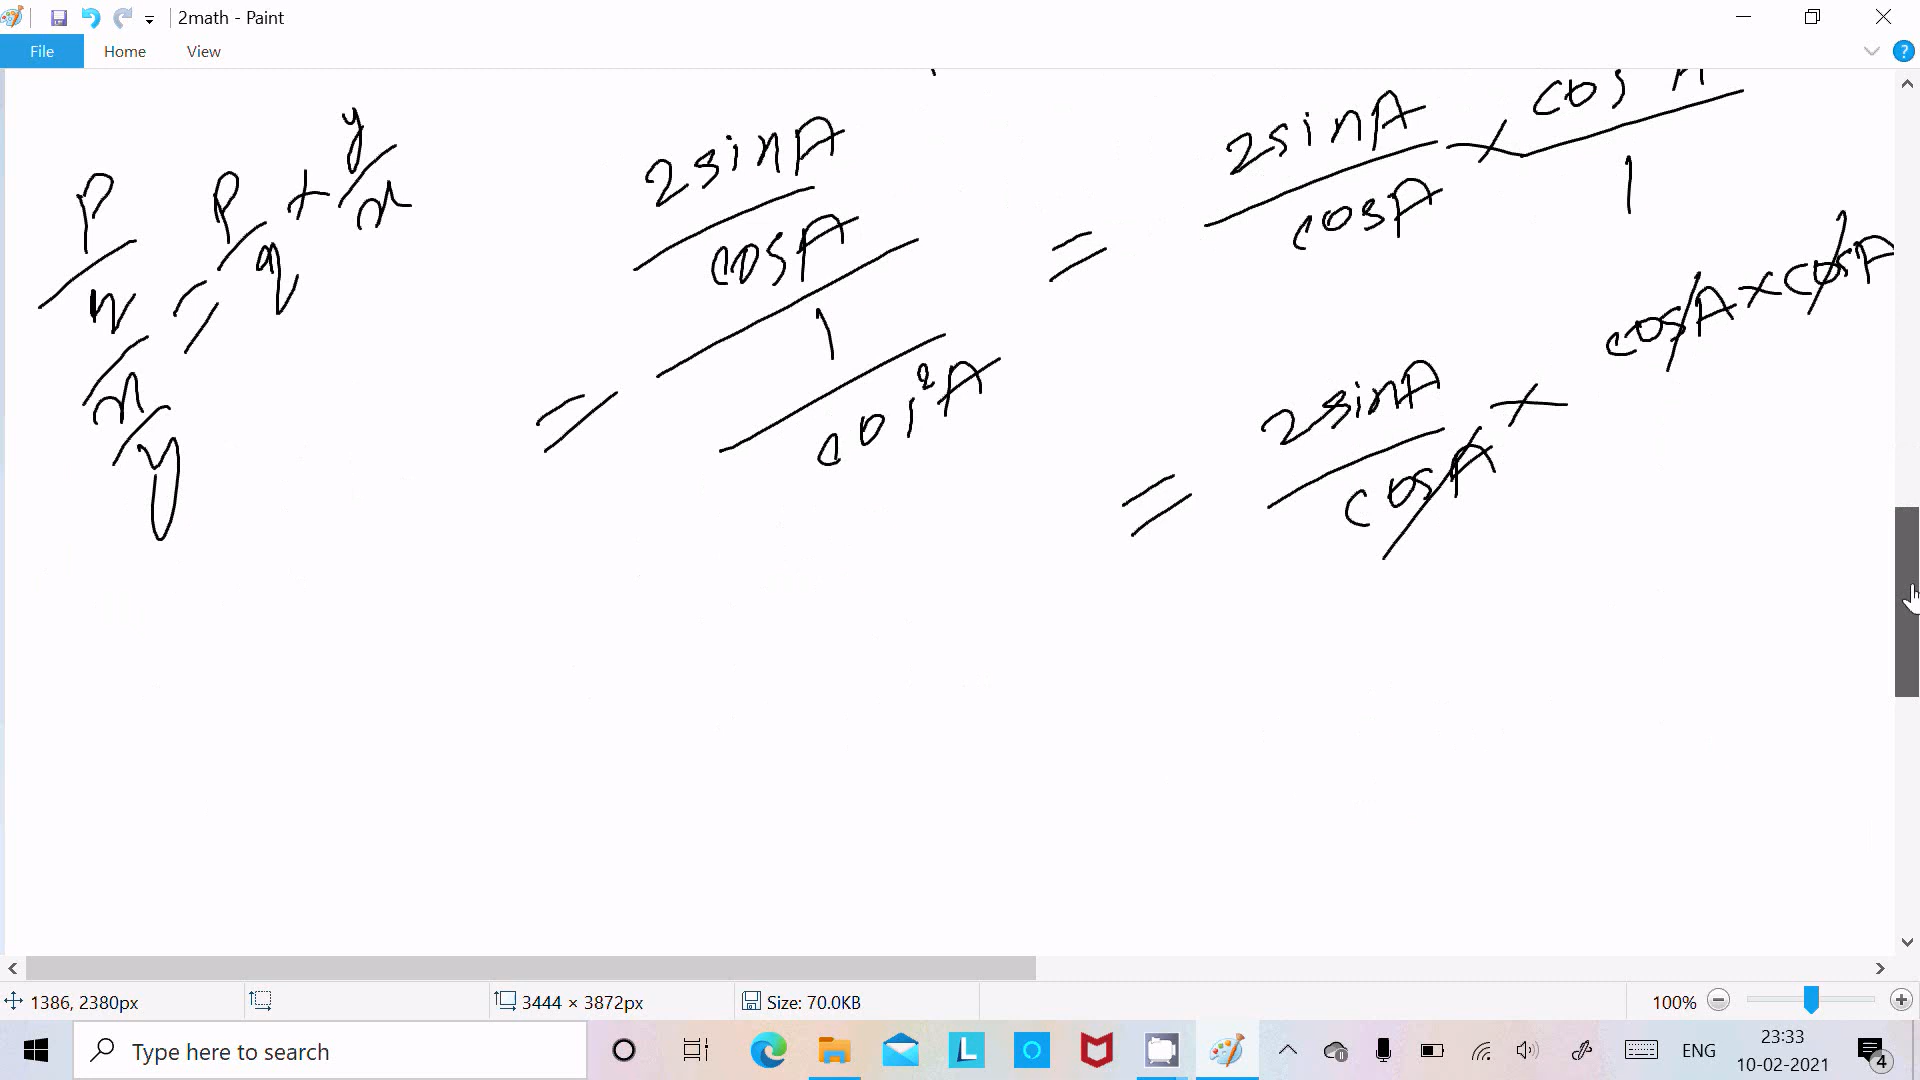 2math - Paint
File Home View
P/q/x/y = P/q + y/x
2sinA/cosA/1/cos²A = 2sinA/cosA × cos A/1
= 2sinA/cosA × cosA × cosA
1386, 2380px
3444 × 3872px
Size: 70.0KB
100%
Type here to search
L
ENG
23:33
10-02-2021
4